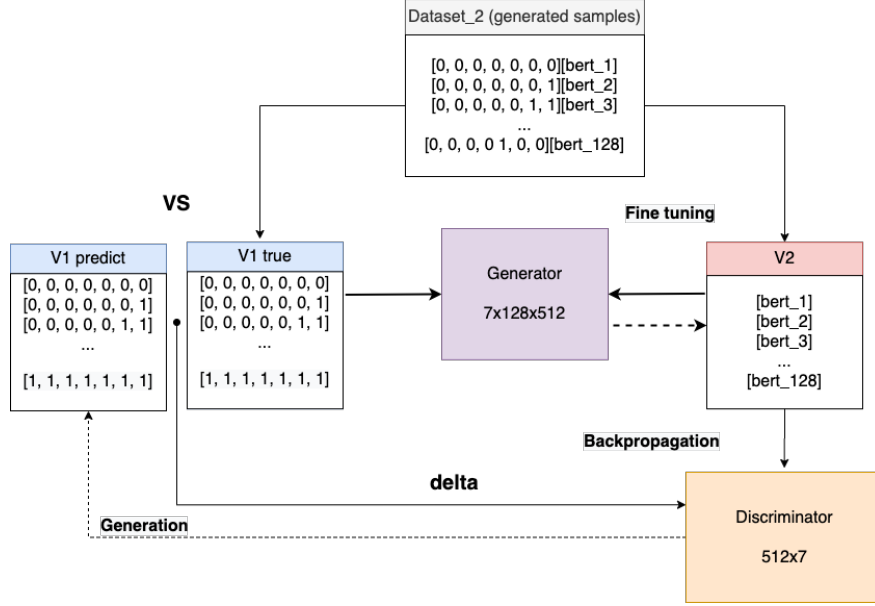 Dataset_2 (generated samples)
[0, 0, 0, 0, 0, 0, 0][bert_1]
[0, 0, 0, 0, 0, 0, 1][bert_2]
[0, 0, 0, 0, 0, 1, 1][bert_3]
...
[0, 0, 0, 0 1, 0, 0][bert_128]
VS
Fine tuning
V1 predict
[0, 0, 0, 0, 0, 0, 0]
[0, 0, 0, 0, 0, 0, 1]
[0, 0, 0, 0, 0, 1, 1]
...
[1, 1, 1, 1, 1, 1, 1]
V1 true
[0, 0, 0, 0, 0, 0, 0]
[0, 0, 0, 0, 0, 0, 1]
[0, 0, 0, 0, 0, 1, 1]
...
[1, 1, 1, 1, 1, 1, 1]
Generator
7x128x512
V2
[bert_1]
[bert_2]
[bert_3]
...
[bert_128]
Backpropagation
delta
Generation
Discriminator
512x7